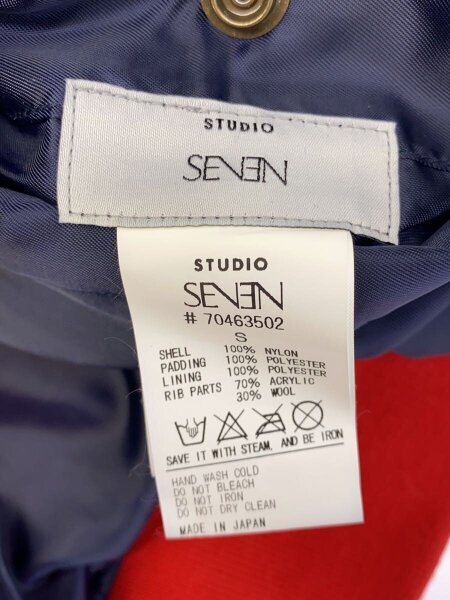 STUDIO
SEVEN
STUDIO
SEVEN
# 70463502
S
SHELL 100% NYLON
PADDING 100% POLYESTER
LINING 100% POLYESTER
RIB PARTS 70% ACRYLIC
30% WOOL
SAVE IT WITH STEAM, AND BE IRON
HAND WASH COLD
DO NOT BLEACH
DO NOT IRON
DO NOT DRY CLEAN
MADE IN JAPAN